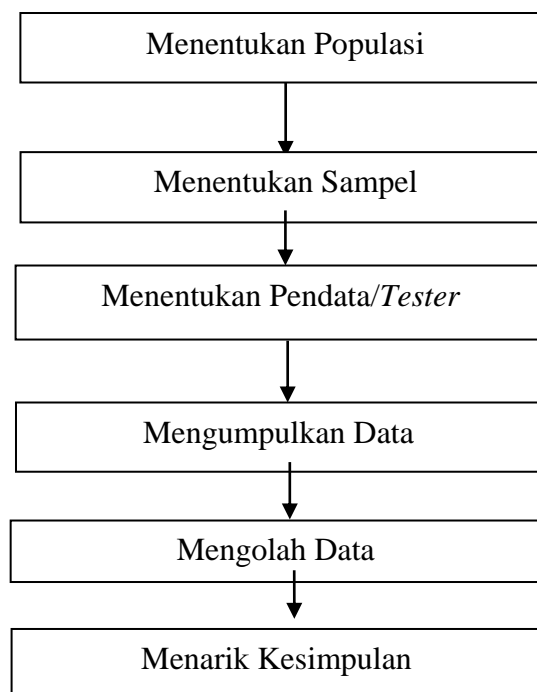 Menentukan Populasi
Menentukan Sampel
Menentukan Pendata/Tester
Mengumpulkan Data
Mengolah Data
Menarik Kesimpulan